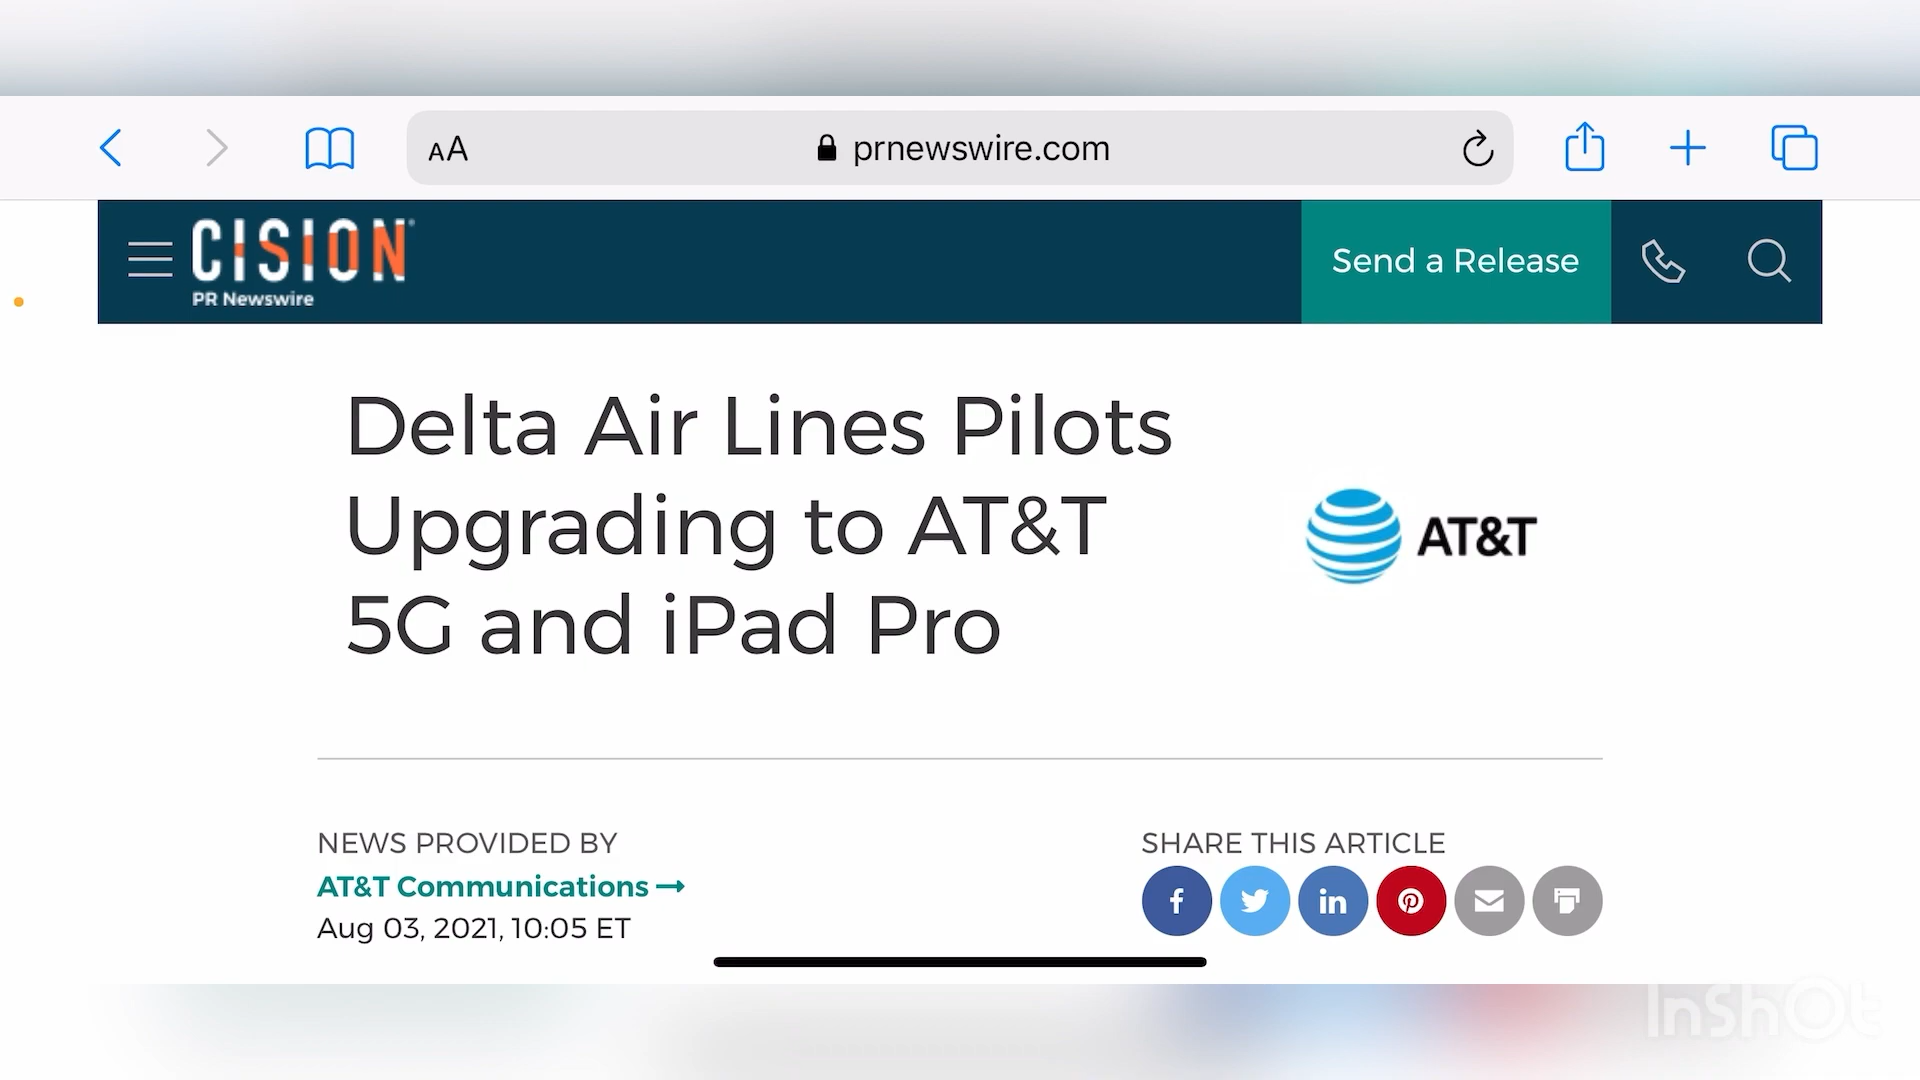 AA
prnewswire.com
CISION
PR Newswire
Send a Release
Delta Air Lines Pilots
Upgrading to AT&T
5G and iPad Pro
AT&T
NEWS PROVIDED BY
AT&T Communications
Aug 03, 2021, 10:05 ET
SHARE THIS ARTICLE
f
in
InShOt